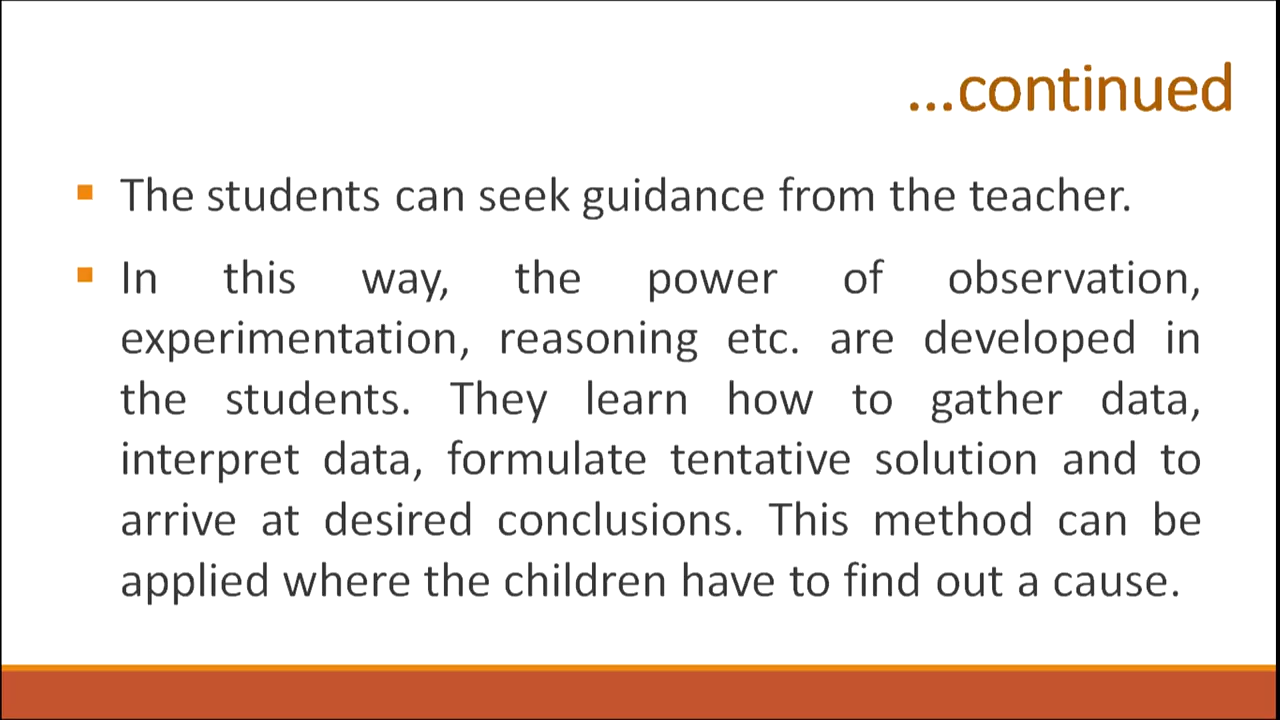 ...continued
▪ The students can seek guidance from the teacher.
▪ In this way, the power of observation,
experimentation, reasoning etc. are developed in
the students. They learn how to gather data,
interpret data, formulate tentative solution and to
arrive at desired conclusions. This method can be
applied where the children have to find out a cause.